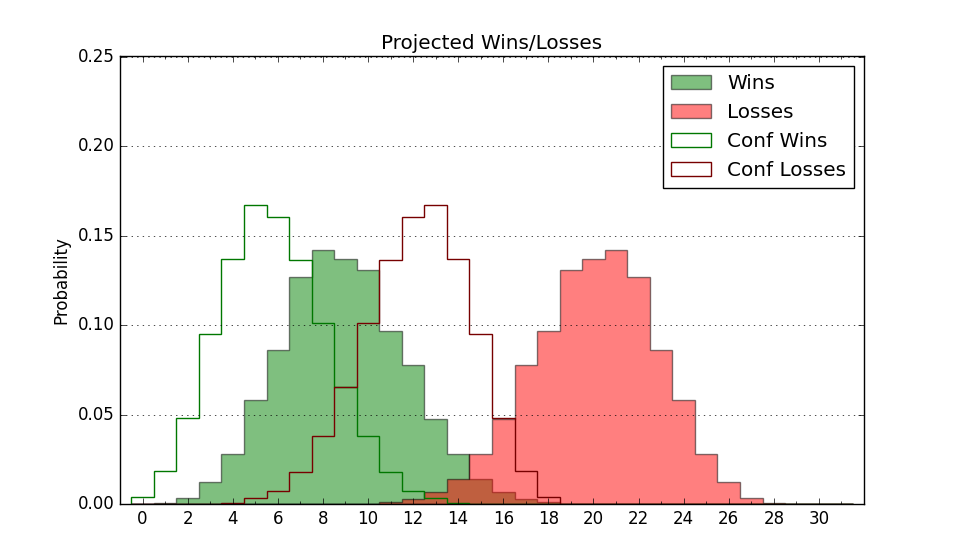 Projected Wins/Losses
0.25
0.20
0.15
0.10
0.05
0.00
Probability
Wins
Losses
Conf Wins
Conf Losses
0 2 4 6 8 10 12 14 16 18 20 22 24 26 28 30